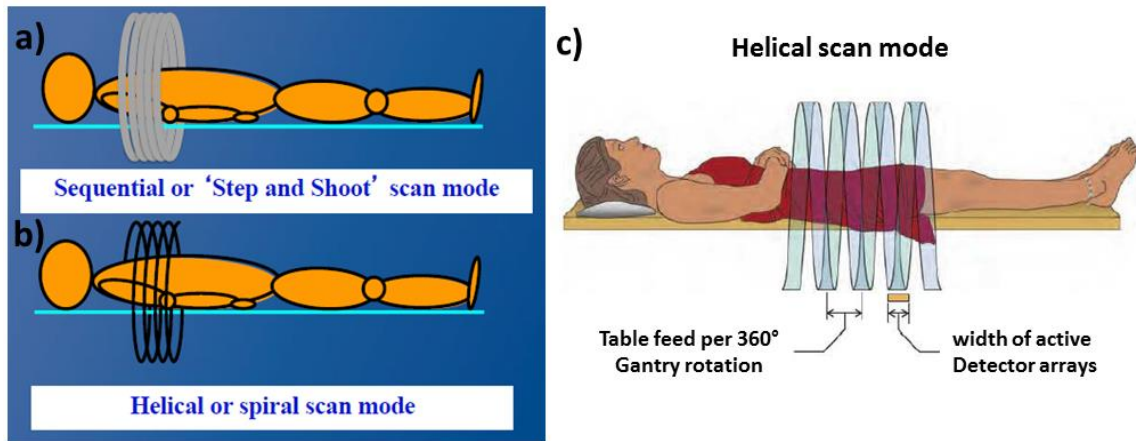 a)
Sequential or ‘Step and Shoot’ scan mode
b)
Helical or spiral scan mode
c)
Helical scan mode
Table feed per 360°
Gantry rotation
width of active
Detector arrays